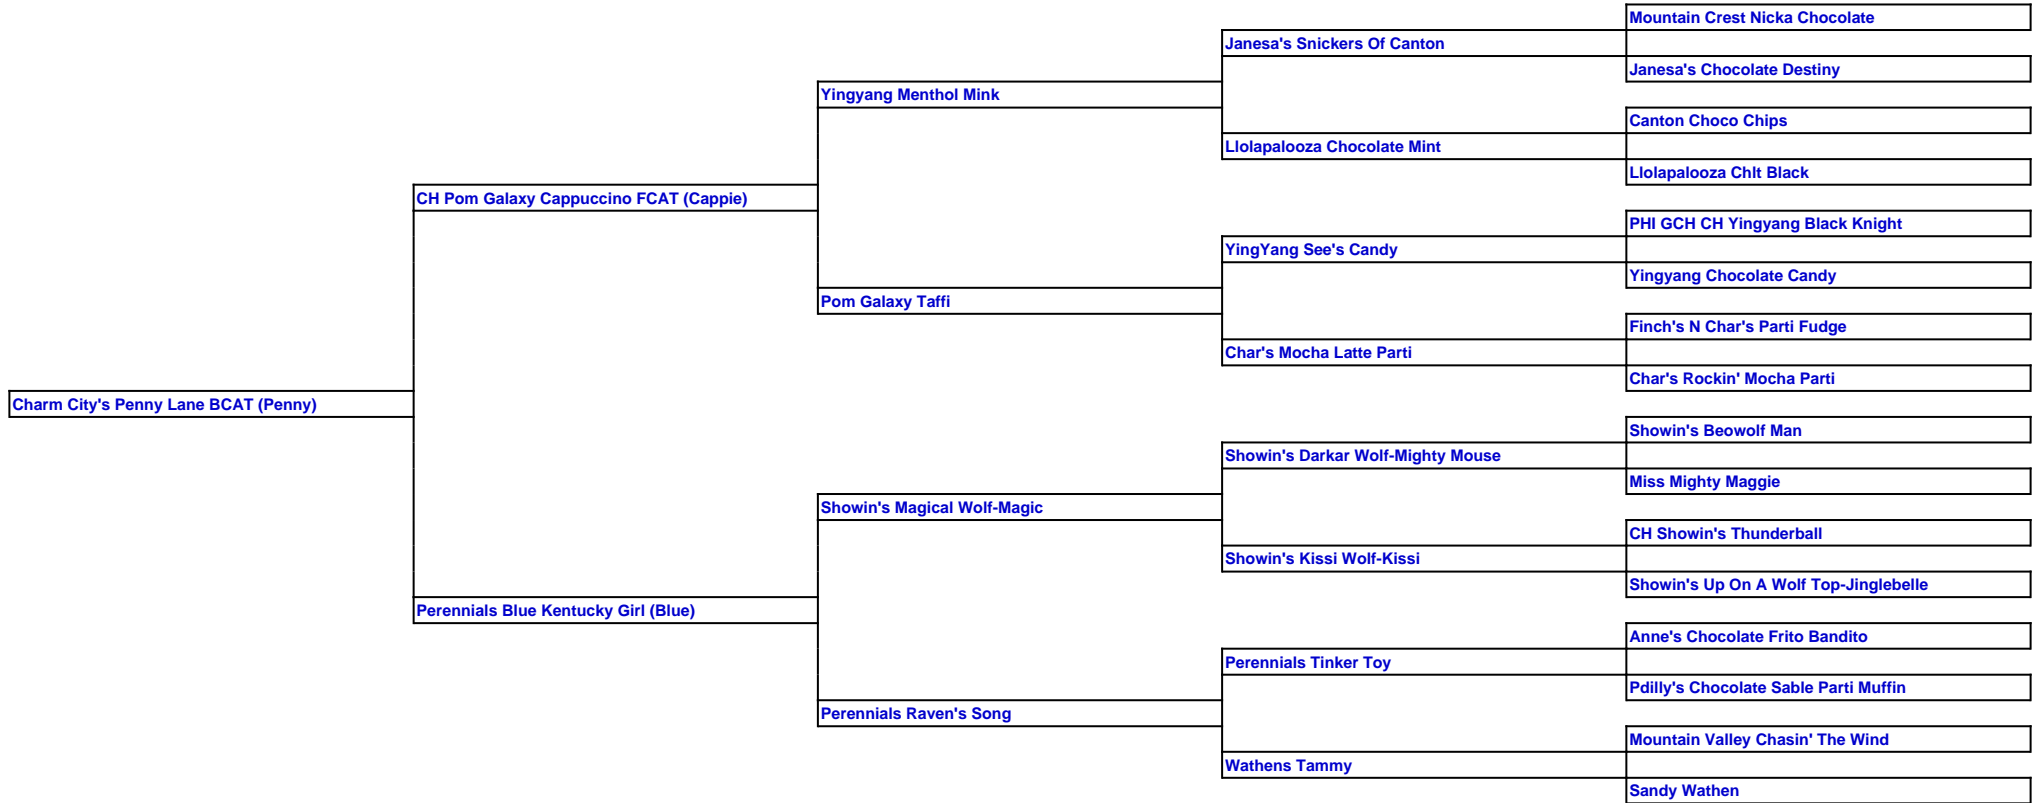 Mountain Crest Nicka Chocolate
Janesa's Snickers Of Canton
Janesa's Chocolate Destiny
Yingyang Menthol Mink
Canton Choco Chips
Llolapalooza Chocolate Mint
Llolapalooza Chlt Black
CH Pom Galaxy Cappuccino FCAT (Cappie)
PHI GCH CH Yingyang Black Knight
YingYang See's Candy
Yingyang Chocolate Candy
Pom Galaxy Taffi
Finch's N Char's Parti Fudge
Char's Mocha Latte Parti
Char's Rockin' Mocha Parti
Charm City's Penny Lane BCAT (Penny)
Showin's Beowolf Man
Showin's Darkar Wolf-Mighty Mouse
Miss Mighty Maggie
Showin's Magical Wolf-Magic
CH Showin's Thunderball
Showin's Kissi Wolf-Kissi
Showin's Up On A Wolf Top-Jinglebelle
Perennials Blue Kentucky Girl (Blue)
Anne's Chocolate Frito Bandito
Perennials Tinker Toy
Pdilly's Chocolate Sable Parti Muffin
Perennials Raven's Song
Mountain Valley Chasin' The Wind
Wathens Tammy
Sandy Wathen